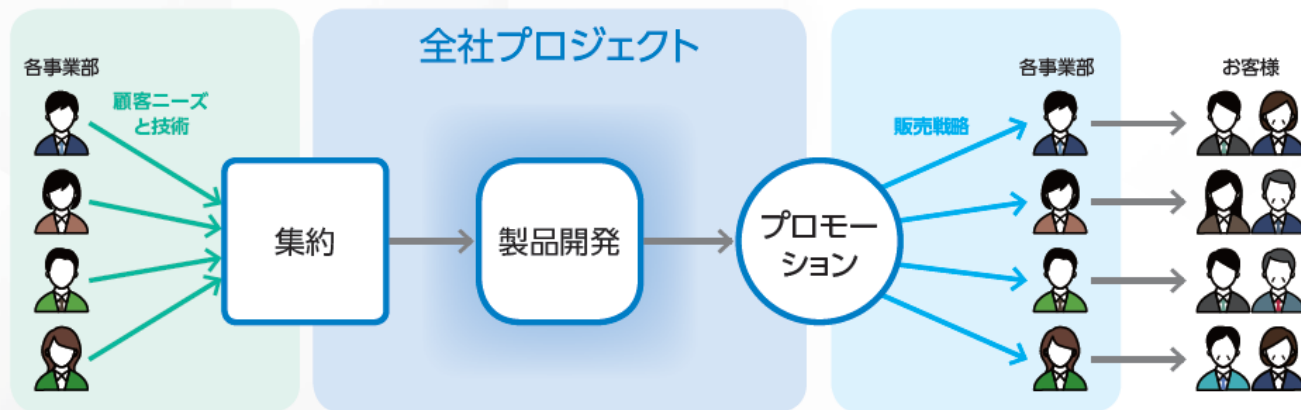 全社プロジェクト
各事業部
顧客ニーズ
と技術
集約
製品開発
プロモー
ション
販売戦略
各事業部
お客様